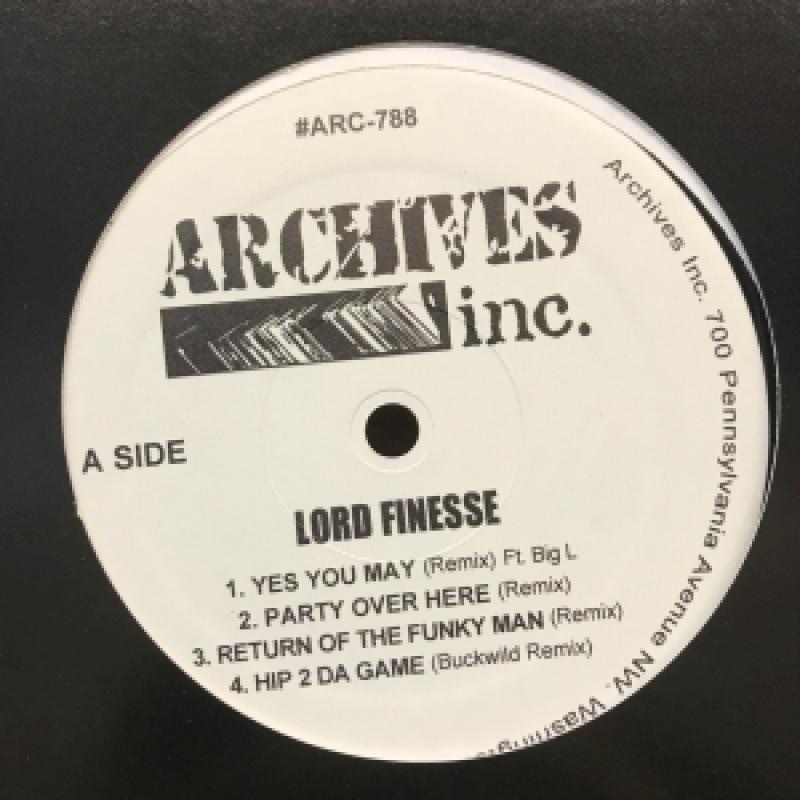 #ARC-788
ARCHIVES
inc.
A SIDE
LORD FINESSE
1. YES YOU MAY (Remix) Ft. Big L
2. PARTY OVER HERE (Remix)
3. RETURN OF THE FUNKY MAN (Remix)
4. HIP 2 DA GAME (Buckwild Remix)
Archives Inc. 700 Pennsylvania Avenue NW.